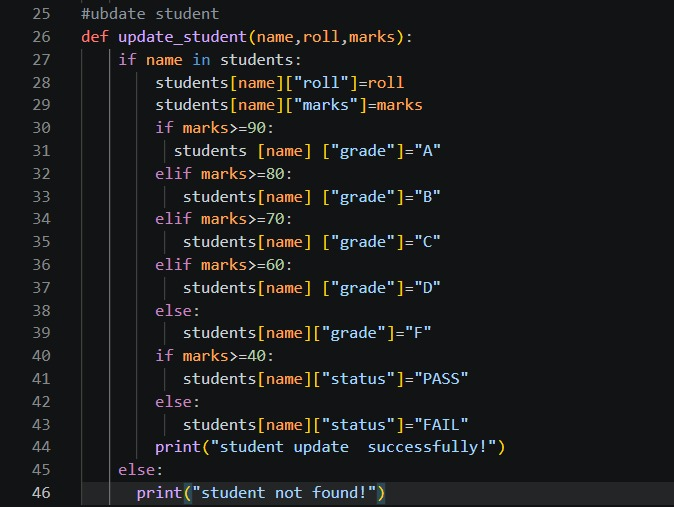 25 #ubdate student
26 def update_student(name,roll,marks):
27 if name in students:
28 students[name]["roll"]=roll
29 students[name]["marks"]=marks
30 if marks>=90:
31 students [name] ["grade"]="A"
32 elif marks>=80:
33 students[name] ["grade"]="B"
34 elif marks>=70:
35 students[name] ["grade"]="C"
36 elif marks>=60:
37 students[name] ["grade"]="D"
38 else:
39 students[name]["grade"]="F"
40 if marks>=40:
41 students[name]["status"]="PASS"
42 else:
43 students[name]["status"]="FAIL"
44 print("student update  successfully!")
45 else:
46 print("student not found!")